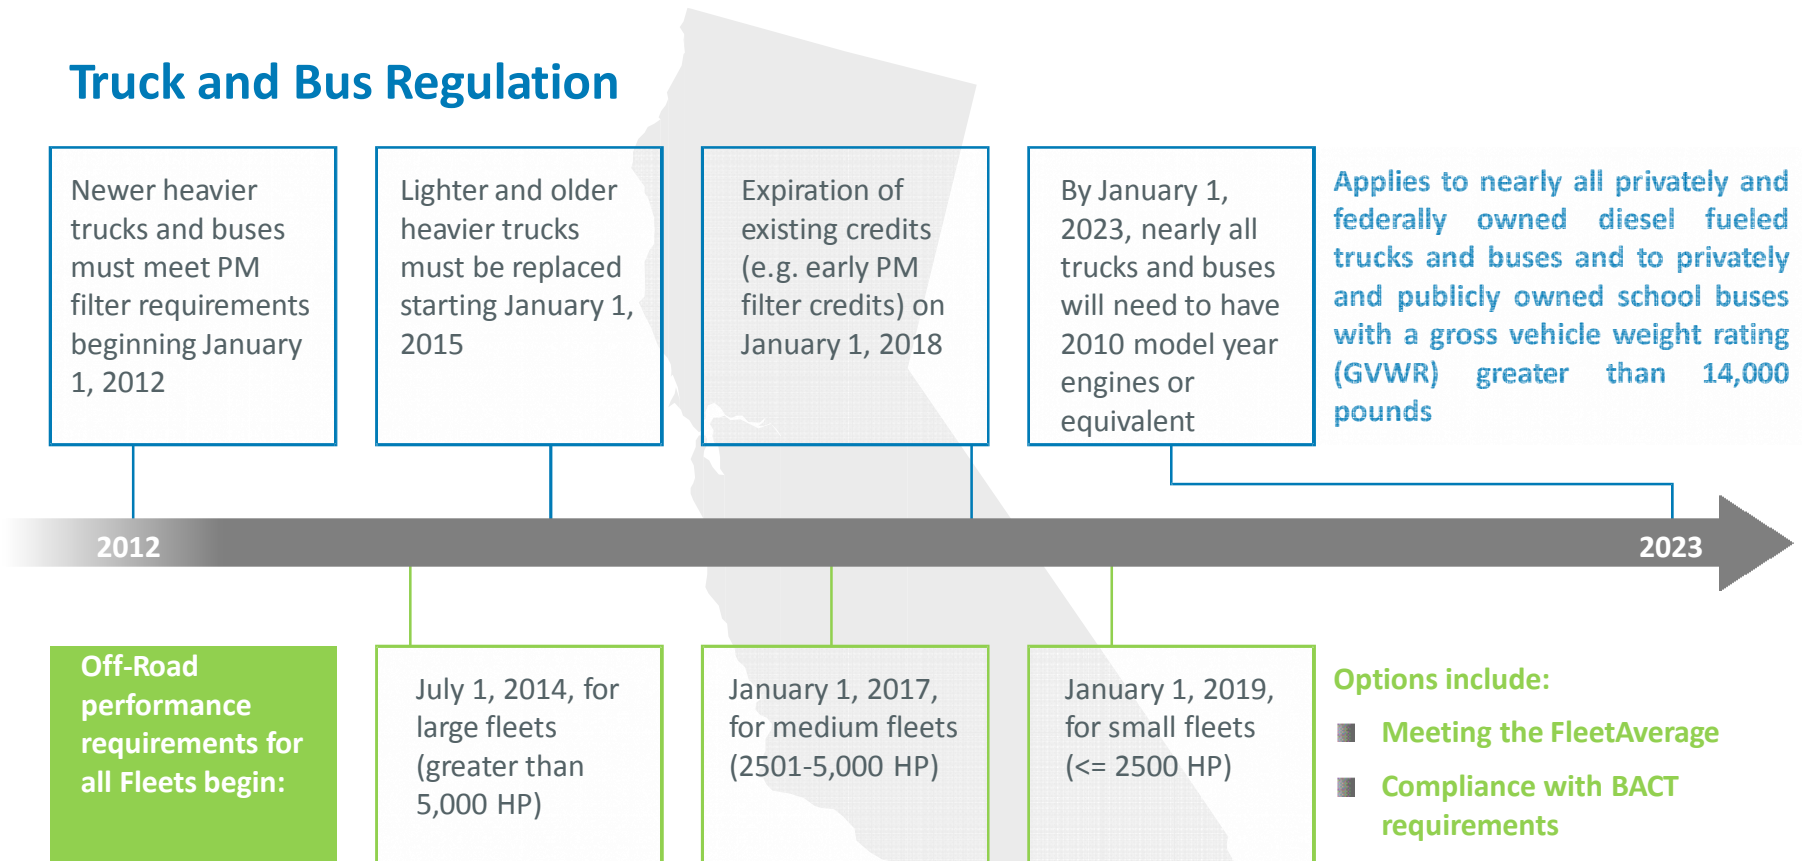 Truck and Bus Regulation
Newer heavier
trucks and buses
must meet PM
filter requirements
beginning January
1, 2012
Lighter and older
heavier trucks
must be replaced
starting January 1,
2015
Expiration of
existing credits
(e.g. early PM
filter credits) on
January 1, 2018
By January 1,
2023, nearly all
trucks and buses
will need to have
2010 model year
engines or
equivalent
Applies to nearly all privately and
federally owned diesel fueled
trucks and buses and to privately
and publicly owned school buses
with a gross vehicle weight rating
(GVWR) greater than 14,000
pounds
2012
2023
Off-Road
performance
requirements for
all Fleets begin:
July 1, 2014, for
large fleets
(greater than
5,000 HP)
January 1, 2017,
for medium fleets
(2501-5,000 HP)
January 1, 2019,
for small fleets
(<= 2500 HP)
Options include:
Meeting the FleetAverage
Compliance with BACT
requirements